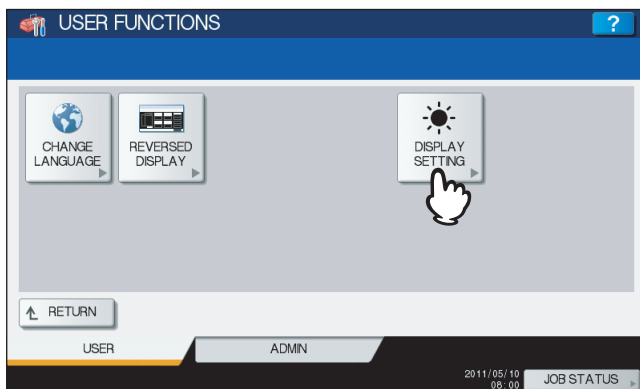 USER FUNCTIONS
?
CHANGE
LANGUAGE
REVERSED
DISPLAY
DISPLAY
SETTING
RETURN
USER
ADMIN
2011/05/10
08:00
JOB STATUS